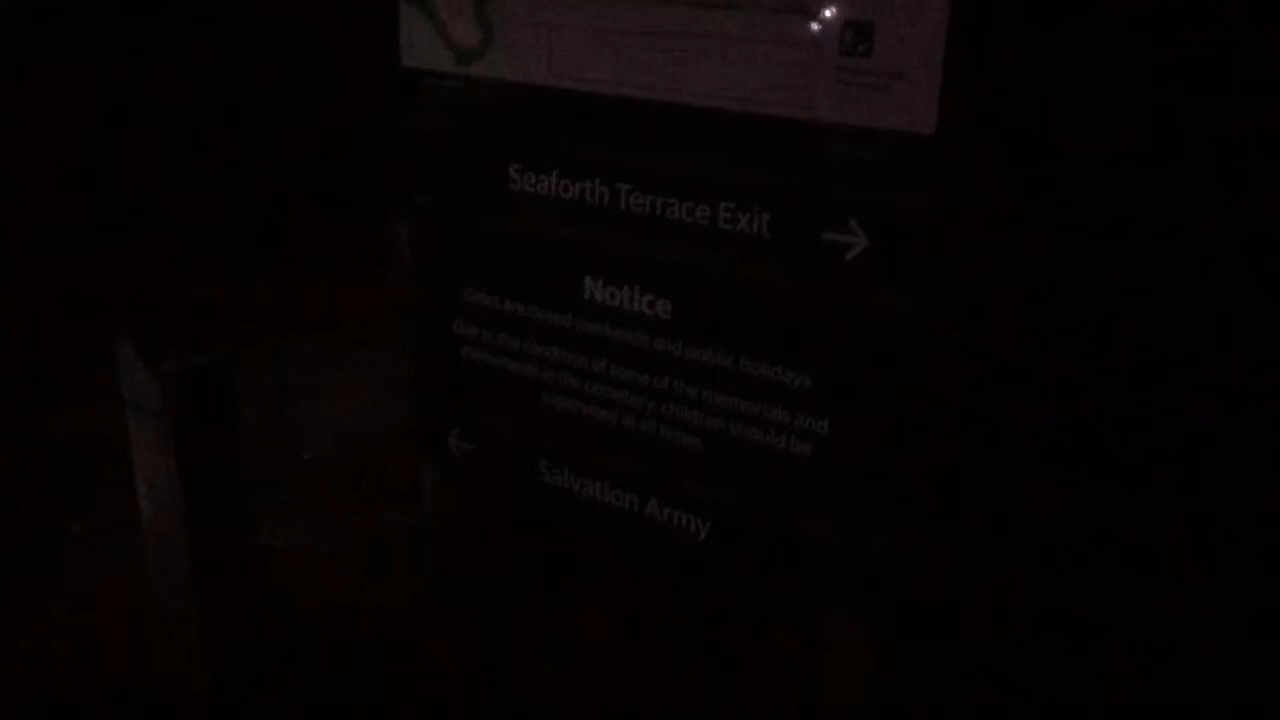 Seaforth Terrace Exit
Notice
Gates are closed weekends and public holidays
Due to the condition of some of the memorials and
in the cemetery, children should be
supervised at all times
Salvation Army